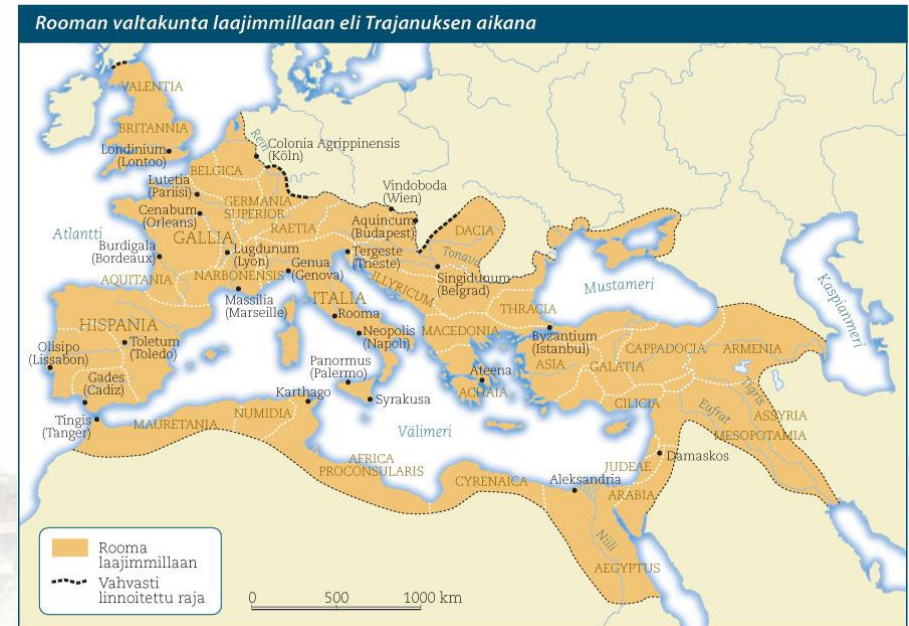 Rooman valtakunta laajimmillaan eli Trajanuksen aikana
VALENTIA
BRITANNIA
Londinium
(Lontoo)
Rein
Colonia Agrippinensis
(Köln)
BELGICA
Lutetia
(Pariisi)
GERMANIA
SUPERIOR
Vindoboda
(Wien)
Cenabum
(Orleans)
RAETIA
Aquincum
(Budapest)
DACIA
Atlantti
GALLIA
Burdigala
(Bordeaux)
Lugdunum
(Lyon)
Genua
(Genova)
Tergeste
(Trieste)
Tonava
Singidunum
(Belgrad)
AQUITANIA
NARBONENSIS
ILLYRICUM
Mustameri
Kaspianmeri
Massilia
(Marseille)
ITALIA
Rooma
THRACIA
HISPANIA
Toletum
(Toledo)
Neopolis
(Napoli)
MACEDONIA
Byzantium
(Istanbul)
CAPPADOCIA
ARMENIA
Olisipo
(Lissabon)
Panormus
(Palermo)
Ateena
ASIA
GALATIA
Gades
(Cadiz)
Karthago
Syrakusa
ACHAIA
CILICIA
Eufrat
Tigris
ASSYRIA
Tingis
(Tanger)
MAURETANIA
NUMIDIA
Välimeri
MESOPOTAMIA
AFRICA
PROCONSULARIS
CYRENAICA
Aleksandria
JUDEAE
Damaskos
ARABIA
Niili
AEGYPTUS
Rooma
laajimmillaan
Vahvasti
linnoitettu raja
0 500 1000 km